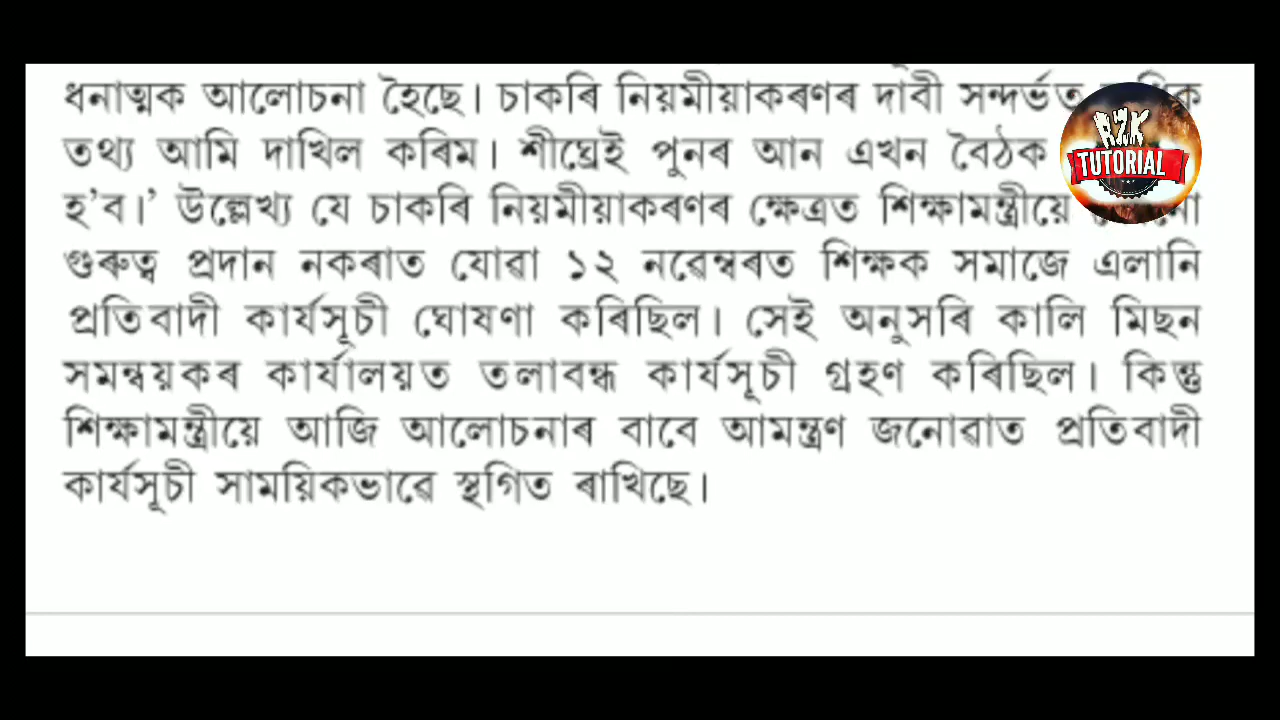 ধনাত্মক আলোচনা হৈছে। চাকৰি নিয়মীয়াকৰণৰ দাবী সন্দৰ্ভত
তথ্য আমি দাখিল কৰিম। শীঘ্ৰেই পুনৰ আন এখন বৈঠক
হ’ব।’ উল্লেখ্য যে চাকৰি নিয়মীয়াকৰণৰ ক্ষেত্ৰত শিক্ষামন্ত্ৰীয়ে
গুৰুত্ব প্ৰদান নকৰাত যোৱা ১২ নৱেম্বৰত শিক্ষক সমাজে এলানি
প্ৰতিবাদী কাৰ্যসূচী ঘোষণা কৰিছিল। সেই অনুসৰি কালি মিছন
সমন্বয়কৰ কাৰ্যালয়ত তলাবন্ধ কাৰ্যসূচী গ্ৰহণ কৰিছিল। কিন্তু
শিক্ষামন্ত্ৰীয়ে আজি আলোচনাৰ বাবে আমন্ত্ৰণ জনোৱাত প্ৰতিবাদী
কাৰ্যসূচী সাময়িকভাৱে স্থগিত ৰাখিছে।
RZK
TUTORIAL